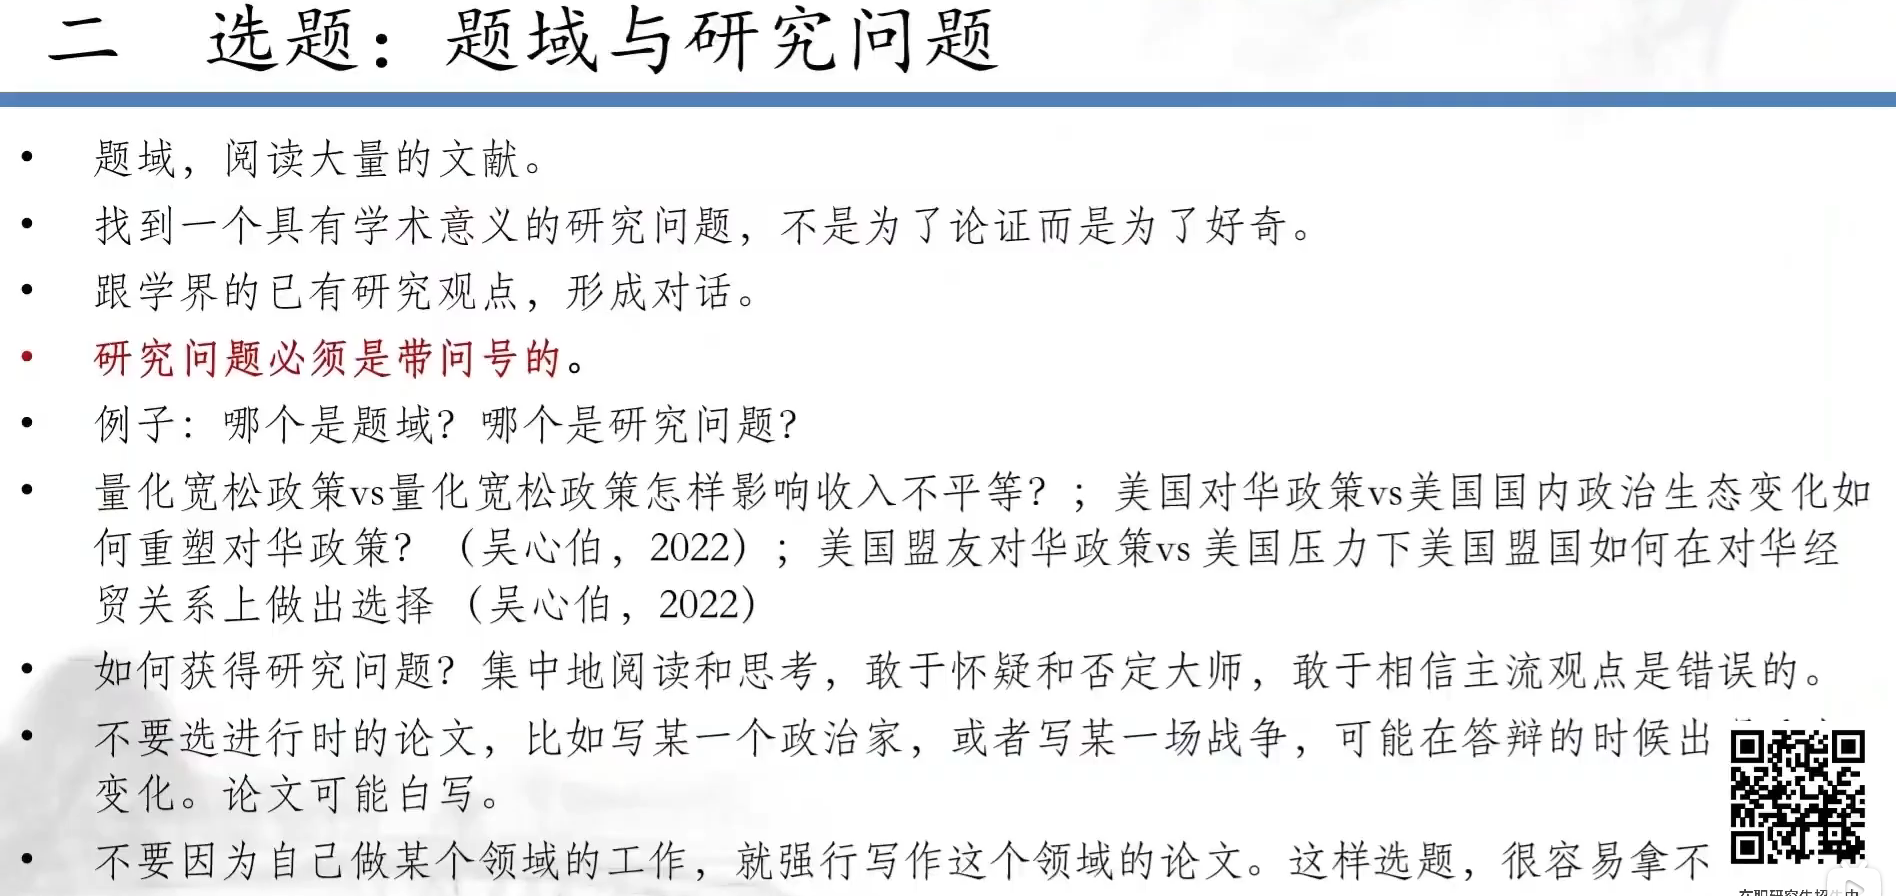 二 选题：题域与研究问题
• 题域，阅读大量的文献。
• 找到一个具有学术意义的研究问题，不是为了论证而是为了好奇。
• 跟学界的已有研究观点，形成对话。
• 研究问题必须是带问号的。
• 例子：哪个是题域？哪个是研究问题？
• 量化宽松政策vs量化宽松政策怎样影响收入不平等？；美国对华政策vs美国国内政治生态变化如
何重塑对华政策？（吴心伯，2022）；美国盟友对华政策vs 美国压力下美国盟国如何在对华经
贸关系上做出选择 （吴心伯，2022）
• 如何获得研究问题？集中地阅读和思考，敢于怀疑和否定大师，敢于相信主流观点是错误的。
• 不要选进行时的论文，比如写某一个政治家，或者写某一场战争，可能在答辩的时候出
变化。论文可能白写。
• 不要因为自己做某个领域的工作，就强行写作这个领域的论文。这样选题，很容易拿不
在职研究生招生中